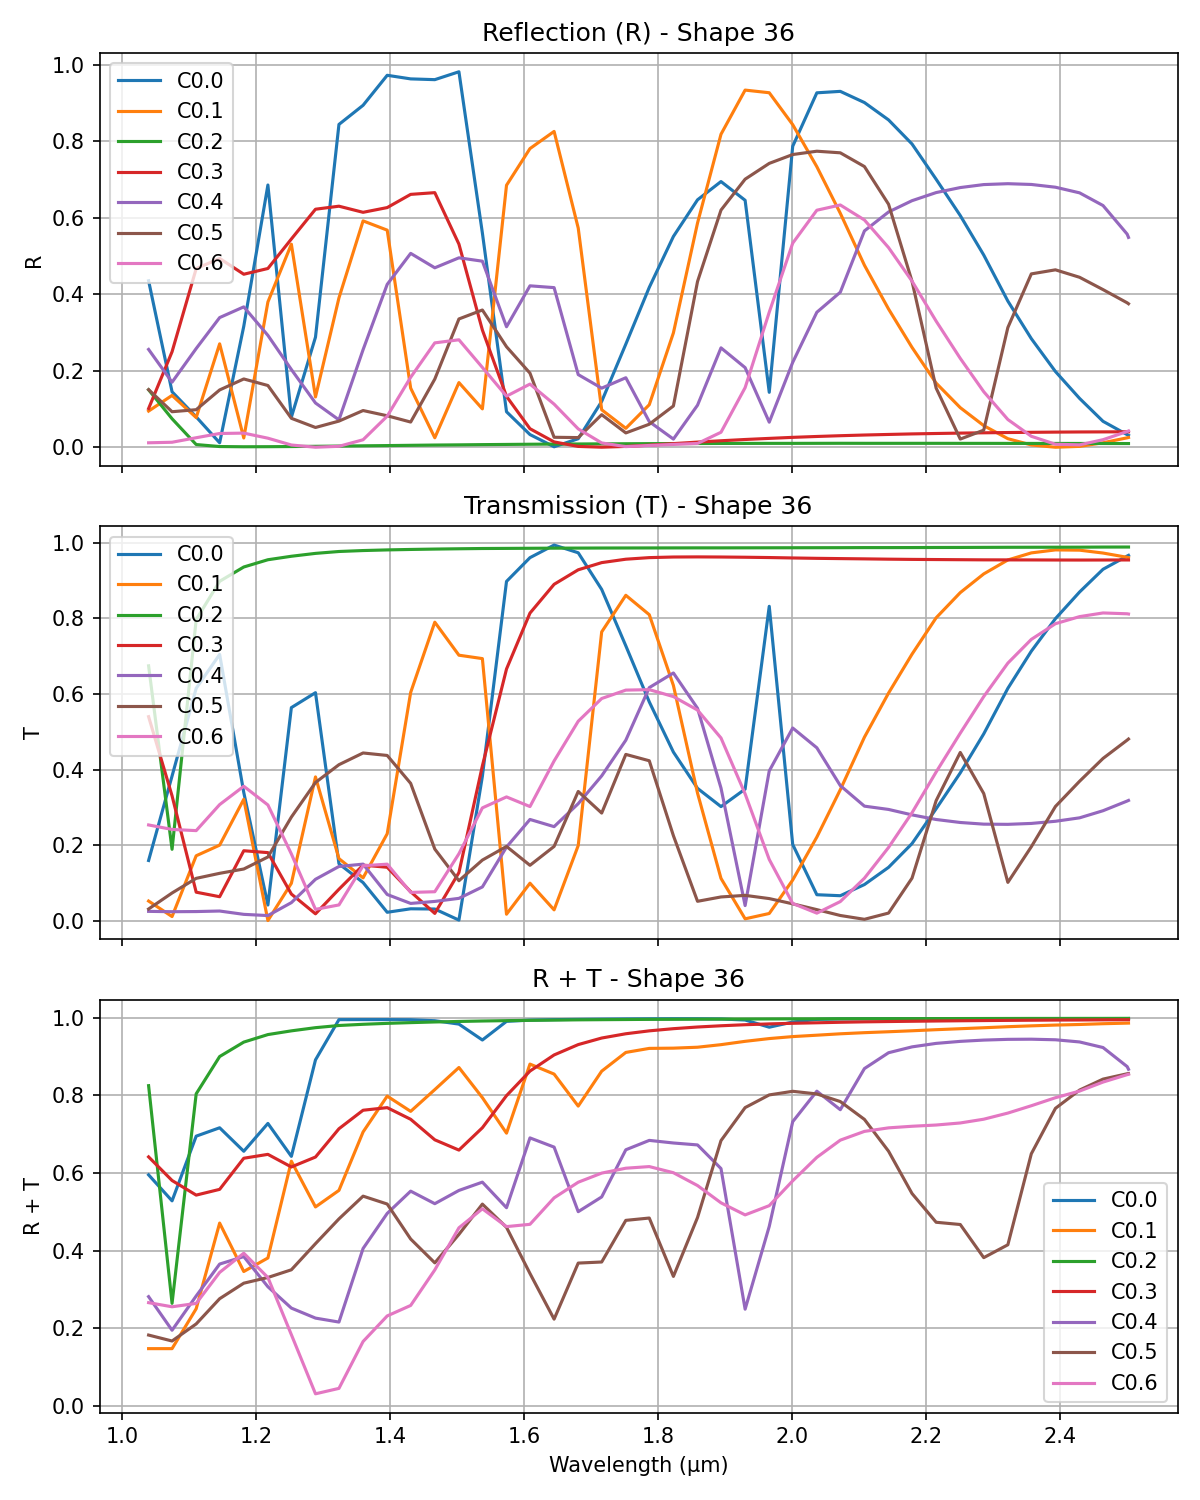 Reflection (R) - Shape 36
1.0
0.8
0.6
0.4
0.2
0.0
R
C0.0
C0.1
C0.2
C0.3
C0.4
C0.5
C0.6
Transmission (T) - Shape 36
1.0
0.8
0.6
0.4
0.2
0.0
T
C0.0
C0.1
C0.2
C0.3
C0.4
C0.5
C0.6
R + T - Shape 36
1.0
0.8
0.6
0.4
0.2
0.0
R + T
C0.0
C0.1
C0.2
C0.3
C0.4
C0.5
C0.6
1.0 1.2 1.4 1.6 1.8 2.0 2.2 2.4
Wavelength (μm)